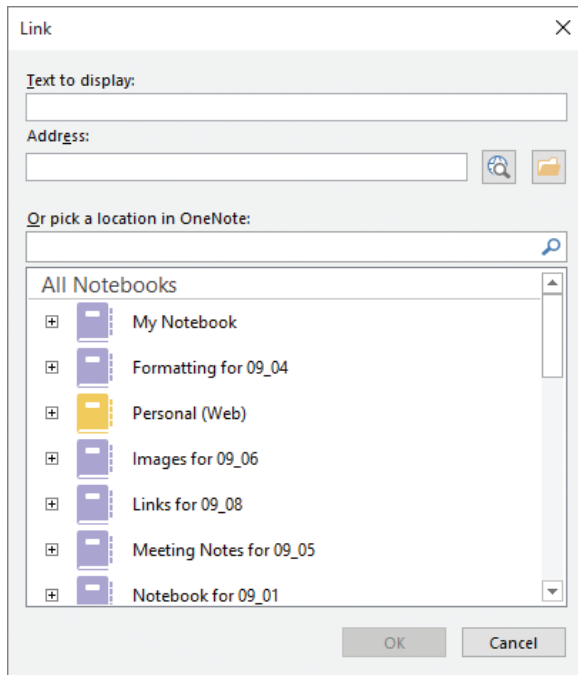 Link
Text to display:
Address:
Or pick a location in OneNote:
All Notebooks
My Notebook
Formatting for 09_04
Personal (Web)
Images for 09_06
Links for 09_08
Meeting Notes for 09_05
Notebook for 09_01
OK Cancel